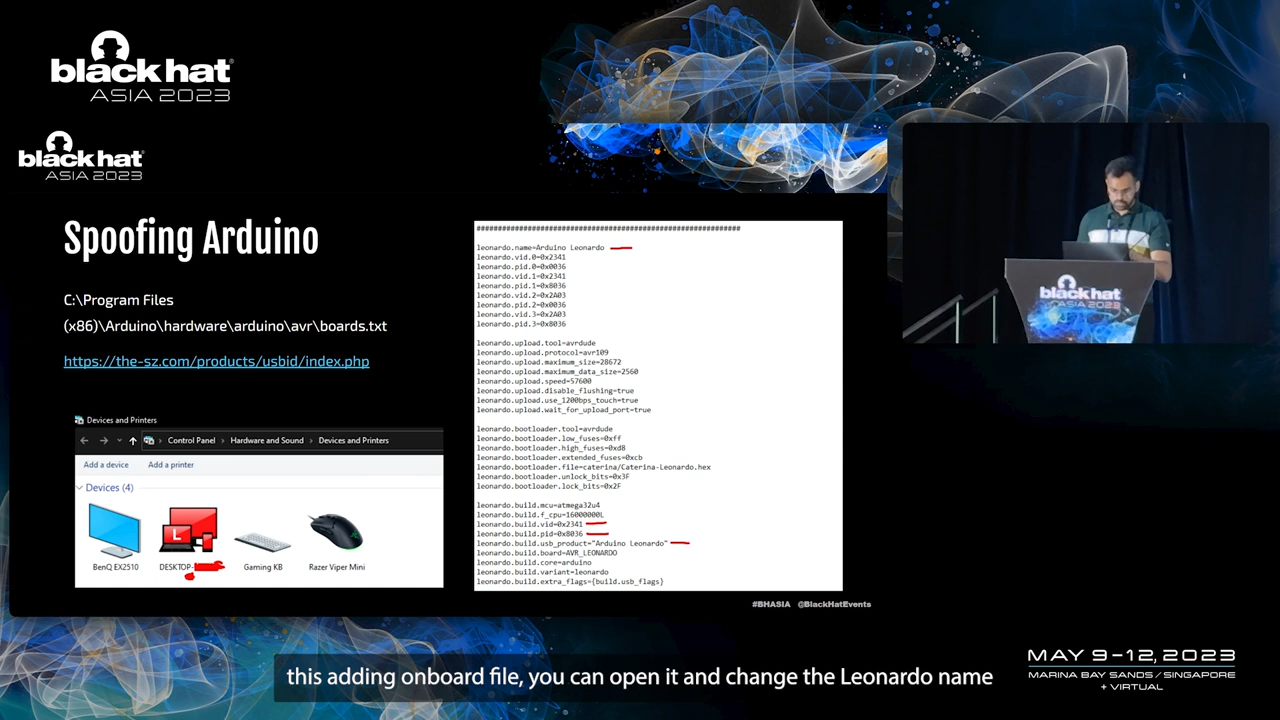 black hat
ASIA 2023
black hat
ASIA 2023
Spoofing Arduino
C:\Program Files
(x86)\Arduino\hardware\arduino\avr\boards.txt
https://the-sz.com/products/usbid/index.php
Devices and Printers
Control Panel > Hardware and Sound > Devices and Printers
Add a device Add a printer
Devices (4)
L
BenQ EX2510 DESKTOP- Gaming KB Razer Viper Mini
###############################################################
leonardo.name=Arduino Leonardo
leonardo.vid.0=0x2341
leonardo.pid.0=0x0036
leonardo.vid.1=0x2341
leonardo.pid.1=0x8036
leonardo.vid.2=0x2A03
leonardo.pid.2=0x0036
leonardo.vid.3=0x2A03
leonardo.pid.3=0x8036
leonardo.upload.tool=avrdude
leonardo.upload.protocol=avr109
leonardo.upload.maximum_size=28672
leonardo.upload.maximum_data_size=2560
leonardo.upload.speed=57600
leonardo.upload.disable_flushing=true
leonardo.upload.use_1200bps_touch=true
leonardo.upload.wait_for_upload_port=true
leonardo.bootloader.tool=avrdude
leonardo.bootloader.low_fuses=0xff
leonardo.bootloader.high_fuses=0xd8
leonardo.bootloader.extended_fuses=0xcb
leonardo.bootloader.file=caterina/Caterina-Leonardo.hex
leonardo.bootloader.unlock_bits=0x3F
leonardo.bootloader.lock_bits=0x2F
leonardo.build.mcu=atmega32u4
leonardo.build.f_cpu=16000000L
leonardo.build.vid=0x2341
leonardo.build.pid=0x8036
leonardo.build.usb_product="Arduino Leonardo"
leonardo.build.board=AVR_LEONARDO
leonardo.build.core=arduino
leonardo.build.variant=leonardo
leonardo.build.extra_flags={build.usb_flags}
#BHASIA @BlackHatEvents
black hat
ASIA 2023
this adding onboard file, you can open it and change the Leonardo name
MAY 9-12, 2023
MARINA BAY SANDS / SINGAPORE
+ VIRTUAL